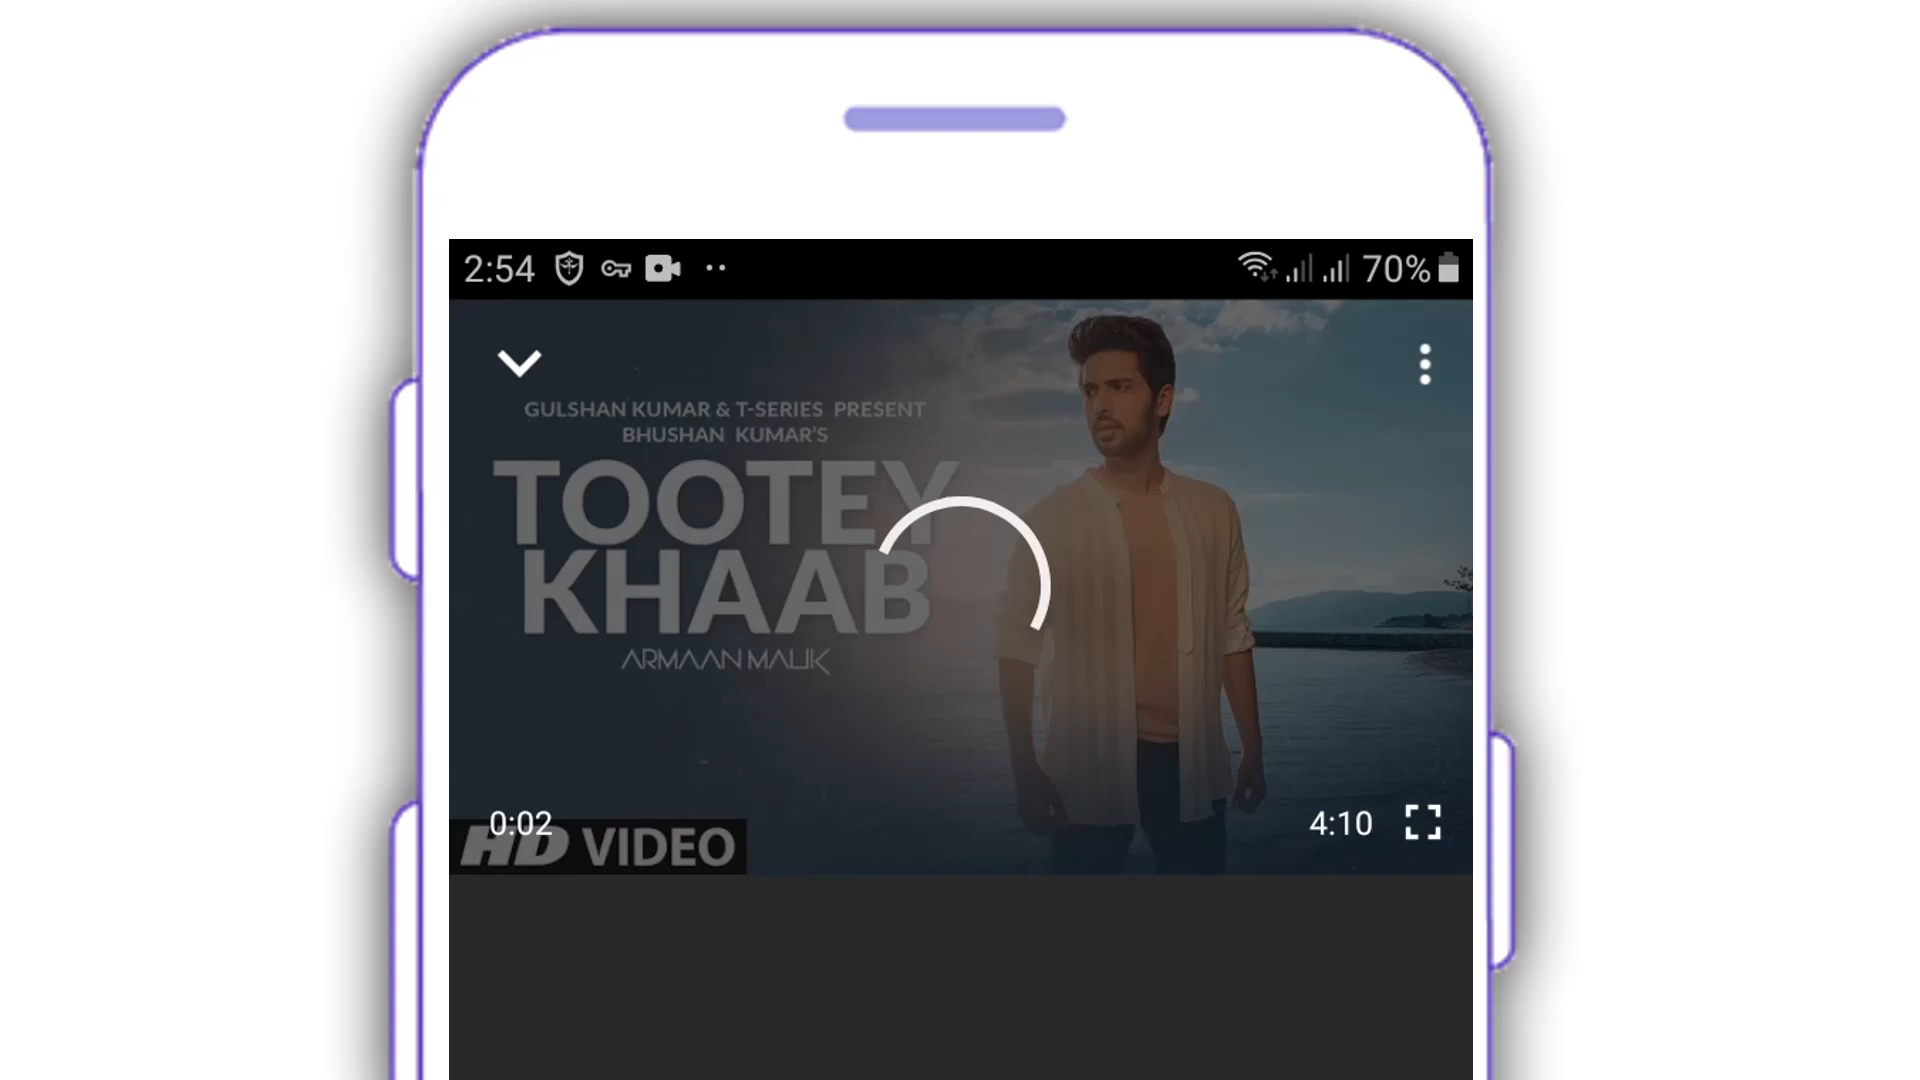 2:54 70%
GULSHAN KUMAR & T-SERIES PRESENT
BHUSHAN KUMAR'S
TOOTEY
KHAAB
ARMAAN MALIK
0:02 4:10
HD VIDEO